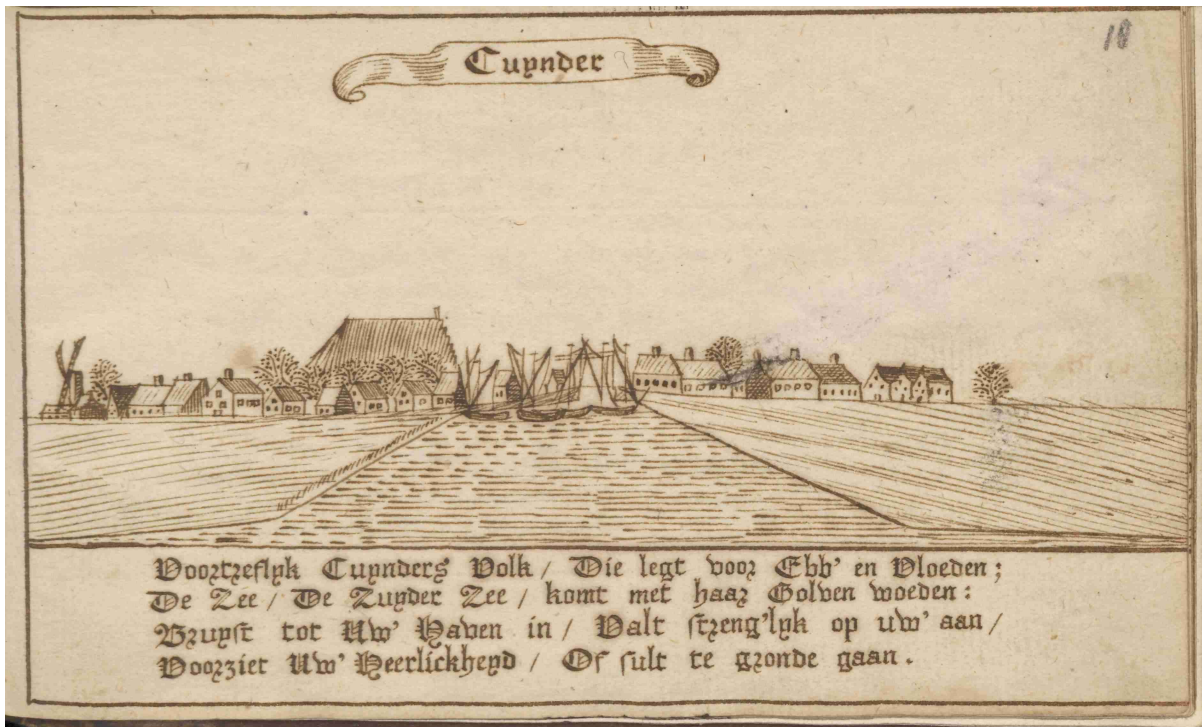 18
Cuynder
Voortreflyk Cuynders Volk / Die legt voor Ebb' en Vloeden;
De Zee / De Zuyder Zee / komt met haar Golven woeden:
Bruyst tot Uw' Haven in / Valt streng'lyk op uw' aan /
Voorziet Uw' Heerlickheyd / Of sult te gronde gaan.